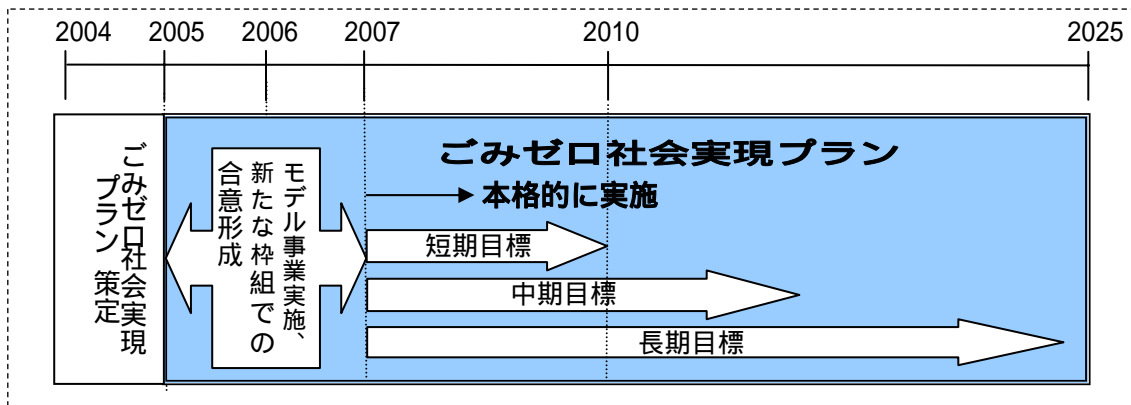 2004 2005 2006 2007 2010 2025
ごみゼロ社会実現
プラン 策定
モデル事業実施、
新たな枠組での
合意形成
ごみゼロ社会実現プラン
本格的に実施
短期目標
中期目標
長期目標